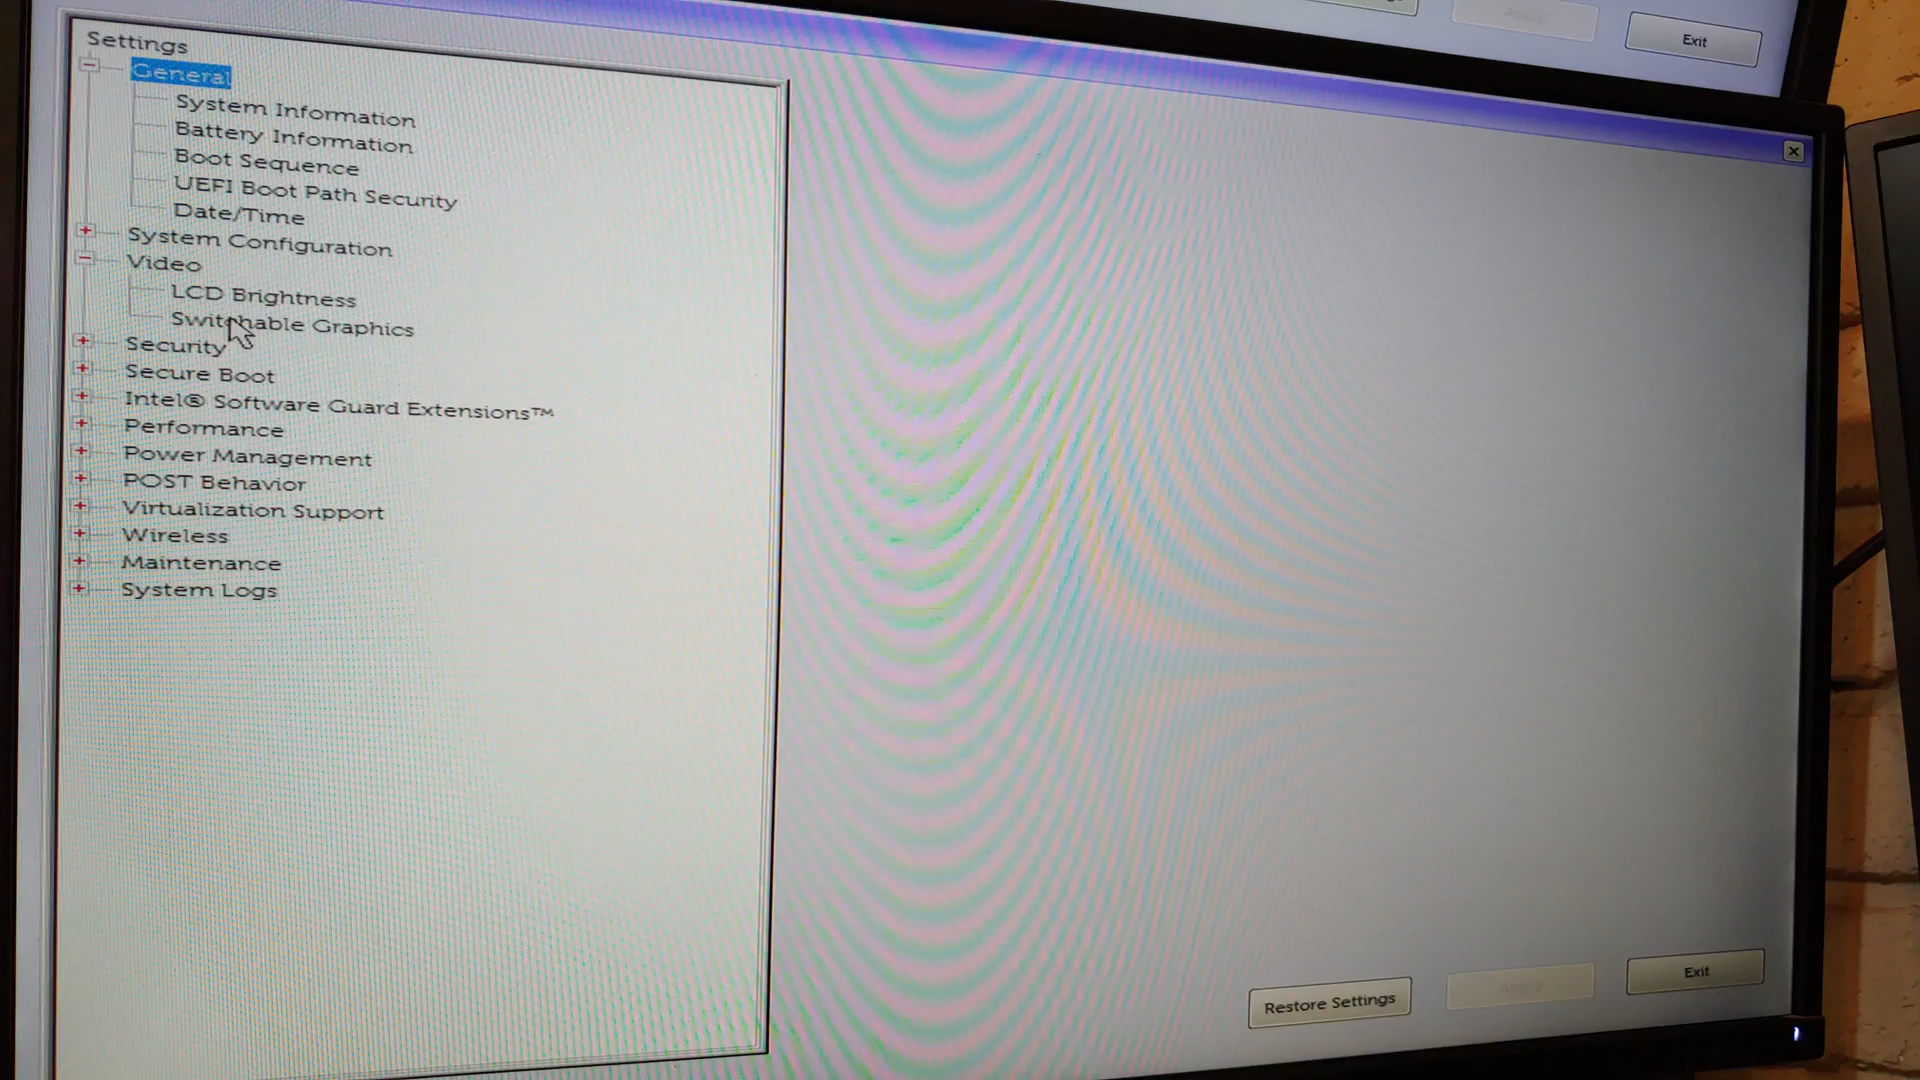 Exit
Settings
General
System Information
Battery Information
Boot Sequence
UEFI Boot Path Security
Date/Time
System Configuration
Video
LCD Brightness
Switchable Graphics
Security
Secure Boot
Intel® Software Guard Extensions™
Performance
Power Management
POST Behavior
Virtualization Support
Wireless
Maintenance
System Logs
Restore Settings
Exit